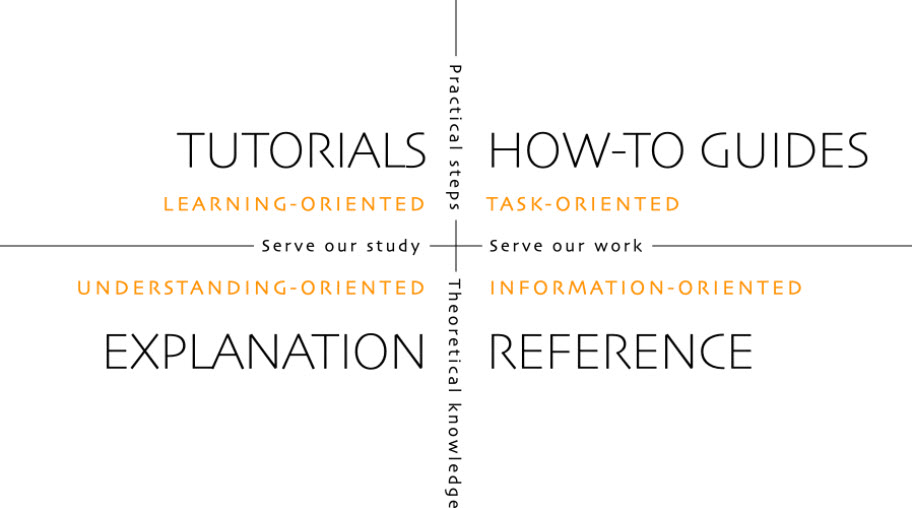 Practical steps
TUTORIALS
HOW-TO GUIDES
LEARNING-ORIENTED
TASK-ORIENTED
Serve our study
Serve our work
UNDERSTANDING-ORIENTED
INFORMATION-ORIENTED
EXPLANATION
REFERENCE
Theoretical knowledge